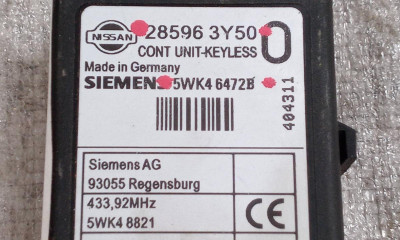 NISSAN 28596 3Y500
CONT UNIT-KEYLESS
Made in Germany
SIEMENS 5WK4 6472B
404311
Siemens AG
93055 Regensburg
433,92MHz
5WK4 8821
CE